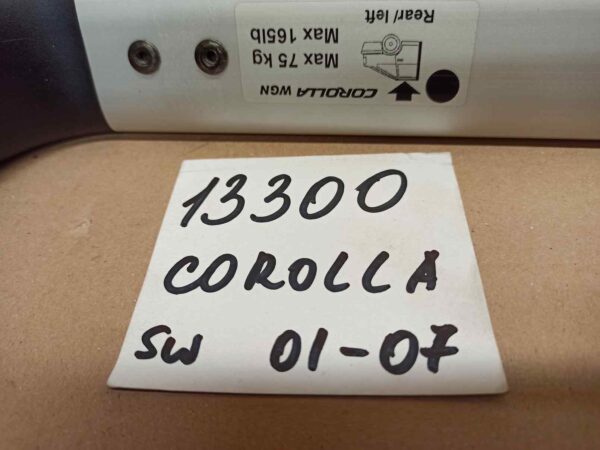 COROLLA WGN
Max 75 kg
Max 165lb
Rear/left
13300
COROLLA
SW 01-07